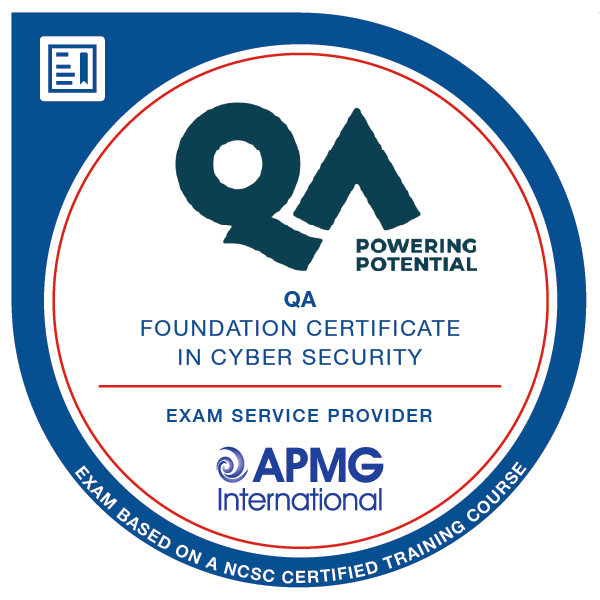 QA
POWERING
POTENTIAL
QA
FOUNDATION CERTIFICATE
IN CYBER SECURITY
EXAM SERVICE PROVIDER
APMG
International
EXAM BASED ON A NCSC CERTIFIED TRAINING COURSE